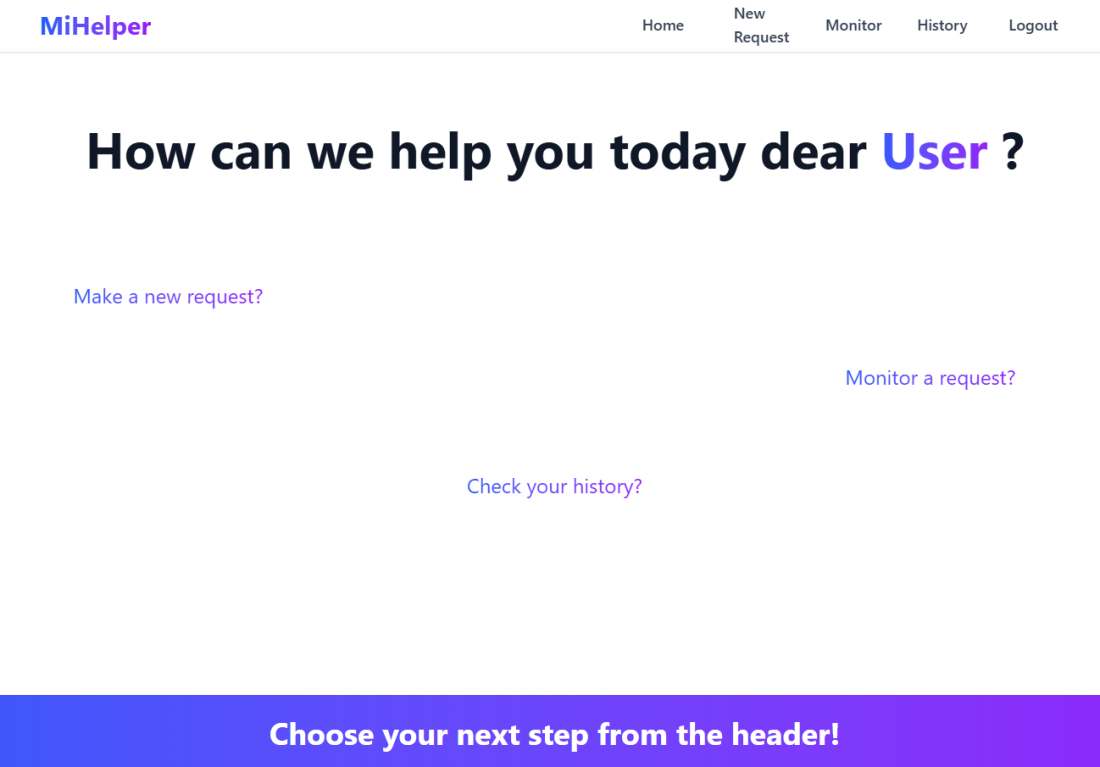 MiHelper
Home
New
Request
Monitor
History
Logout
How can we help you today dear User ?
Make a new request?
Monitor a request?
Check your history?
Choose your next step from the header!